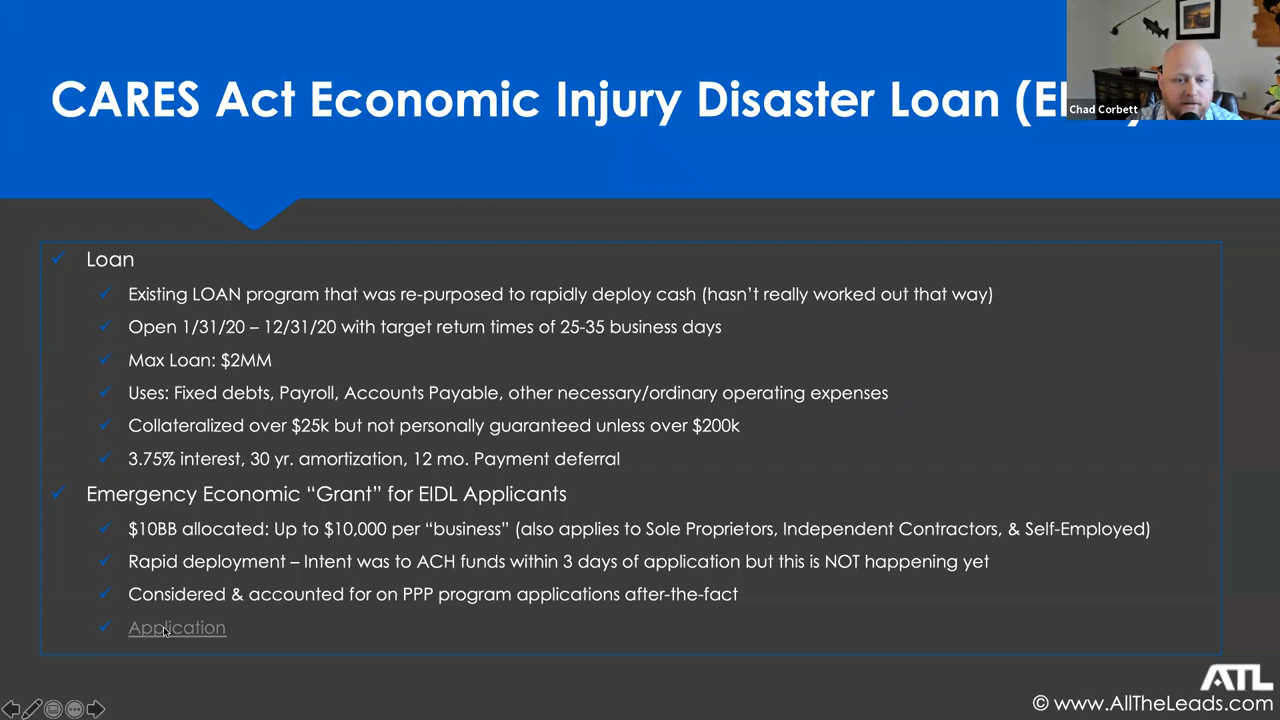 CARES Act Economic Injury Disaster Loan
Chad Corbett
Loan
Existing LOAN program that was re-purposed to rapidly deploy cash (hasn't really worked out that way)
Open 1/31/20 – 12/31/20 with target return times of 25-35 business days
Max Loan: $2MM
Uses: Fixed debts, Payroll, Accounts Payable, other necessary/ordinary operating expenses
Collateralized over $25k but not personally guaranteed unless over $200k
3.75% interest, 30 yr. amortization, 12 mo. Payment deferral
Emergency Economic “Grant” for EIDL Applicants
$10BB allocated: Up to $10,000 per “business” (also applies to Sole Proprietors, Independent Contractors, & Self-Employed)
Rapid deployment – Intent was to ACH funds within 3 days of application but this is NOT happening yet
Considered & accounted for on PPP program applications after-the-fact
Application
ATL
© www.AllTheLeads.com